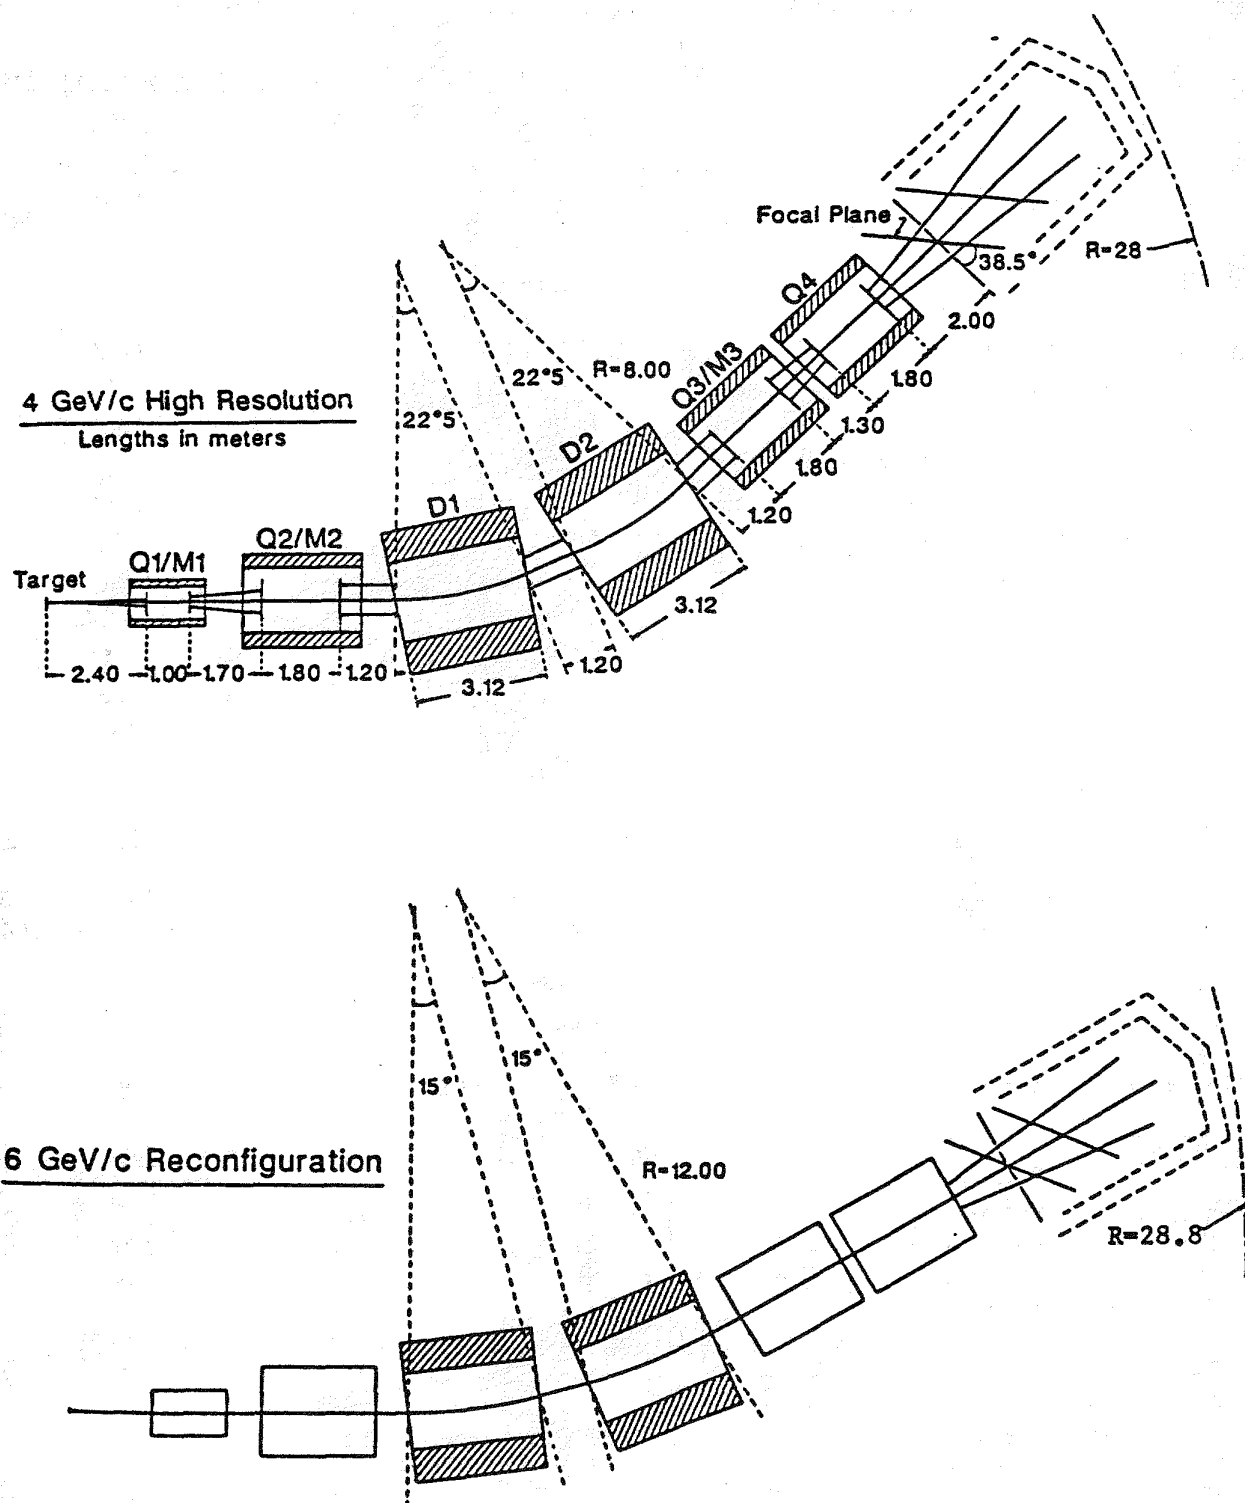 Focal Plane
38.5°
R=28
2.00
Q4
1.80
Q3/M3
1.30
1.80
1.20
R=8.00
22°5
22°5
4 GeV/c High Resolution
Lengths in meters
D2
D1
3.12
Q2/M2
Q1/M1
Target
1.20
2.40
1.00
1.70
1.80
1.20
3.12
15°
15°
6 GeV/c Reconfiguration
R=12.00
R=28.8